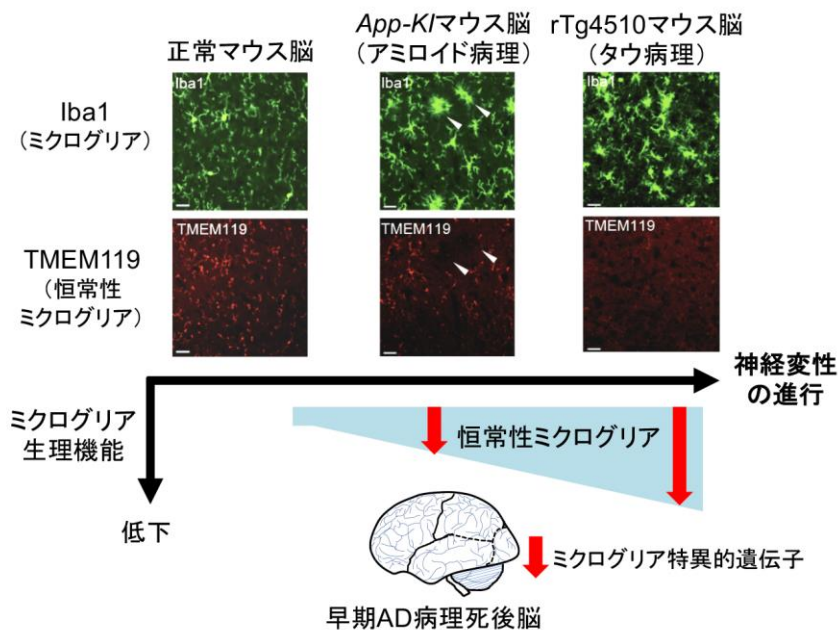 正常マウス脳
App-KIマウス脳
(アミロイド病理)
rTg4510マウス脳
(タウ病理)
Iba1
(ミクログリア)
Iba1
Iba1
Iba1
TMEM119
(恒常性
ミクログリア)
TMEM119
TMEM119
TMEM119
神経変性
の進行
ミクログリア
生理機能
恒常性ミクログリア
低下
ミクログリア特異的遺伝子
早期AD病理死後脳